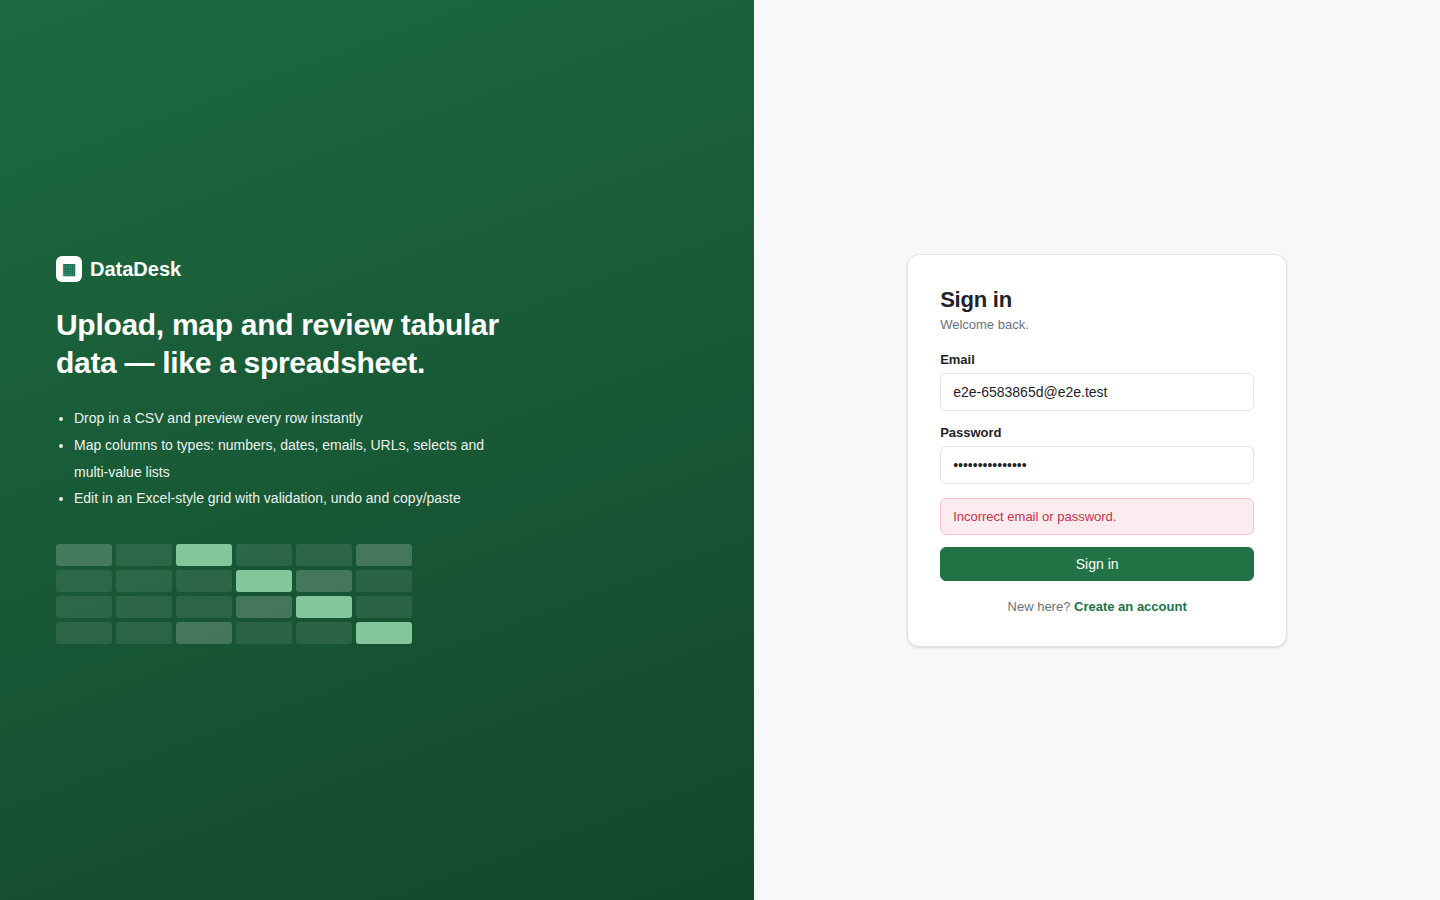 DataDesk
Upload, map and review tabular
data — like a spreadsheet.
Drop in a CSV and preview every row instantly
Map columns to types: numbers, dates, emails, URLs, selects and
multi-value lists
Edit in an Excel-style grid with validation, undo and copy/paste
Sign in
Welcome back.
Email
e2e-6583865d@e2e.test
Password
•••••••••••••••
Incorrect email or password.
Sign in
New here? Create an account